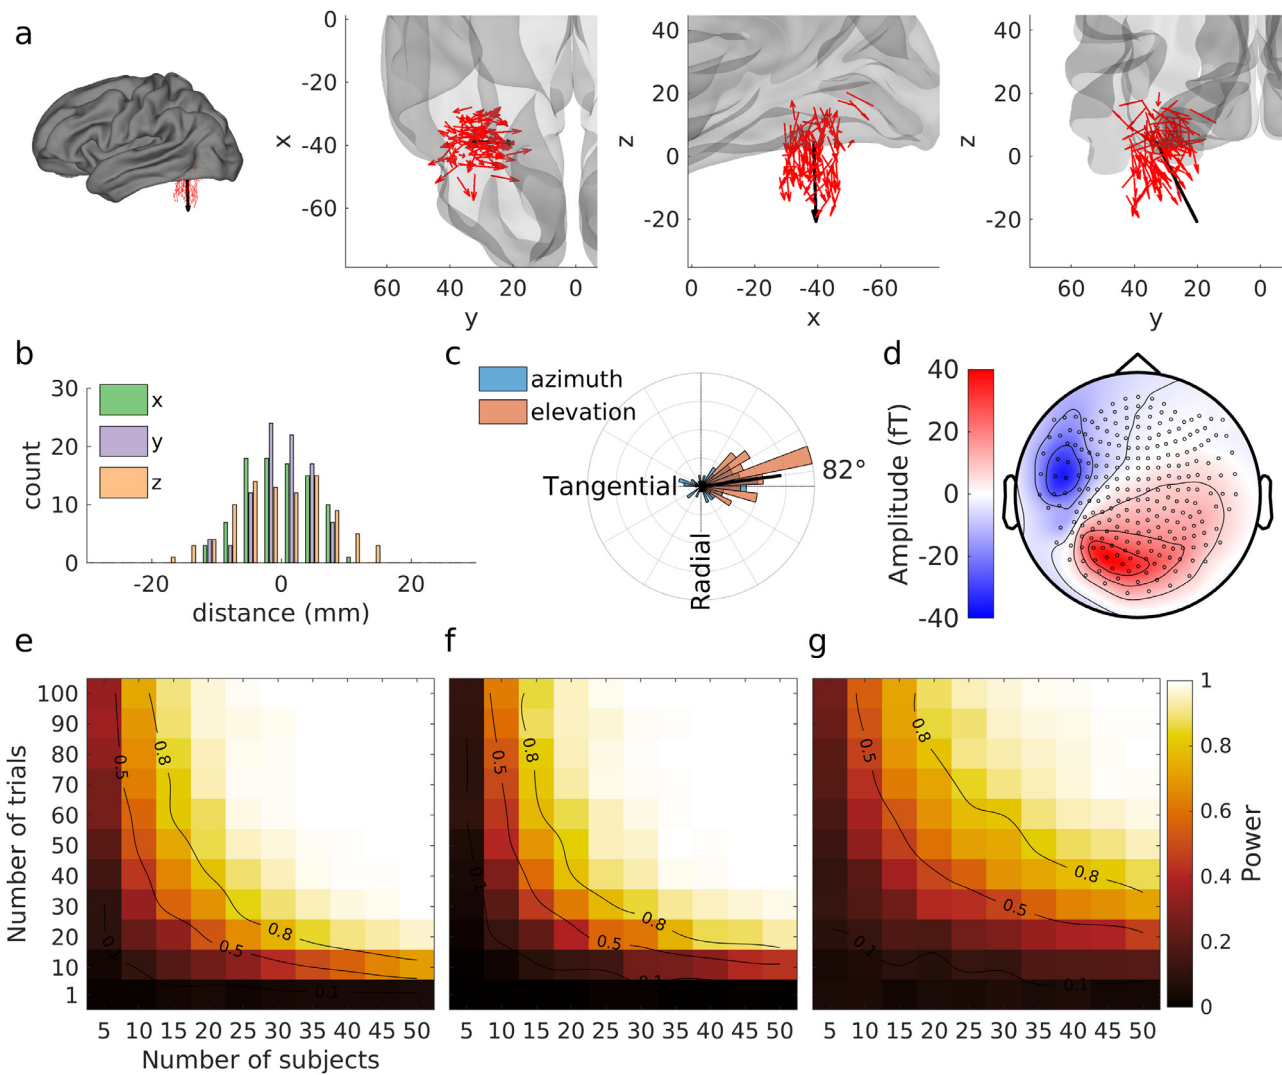 a
0
-20
-40
-60
x
60 40 20 0
y
40
20
0
-20
z
0 -20 -40 -60
x
40
20
0
-20
z
60 40 20 0
y
b
30
20
10
0
count
x
y
z
-20 0 20
distance (mm)
c
azimuth
elevation
Tangential
Radial
82°
d
40
20
0
-20
-40
Amplitude (fT)
e
100
90
80
70
60
50
40
30
20
10
1
Number of trials
0.5
0.8
0.1
0.5
0.8
0.1
5 10 15 20 25 30 35 40 45 50
Number of subjects
f
0.5
0.8
0.1
0.5
0.8
0.1
5 10 15 20 25 30 35 40 45 50
g
0.8
0.5
0.8
0.5
0.1
0.1
5 10 15 20 25 30 35 40 45 50
1
0.8
0.6
0.4
0.2
0
Power